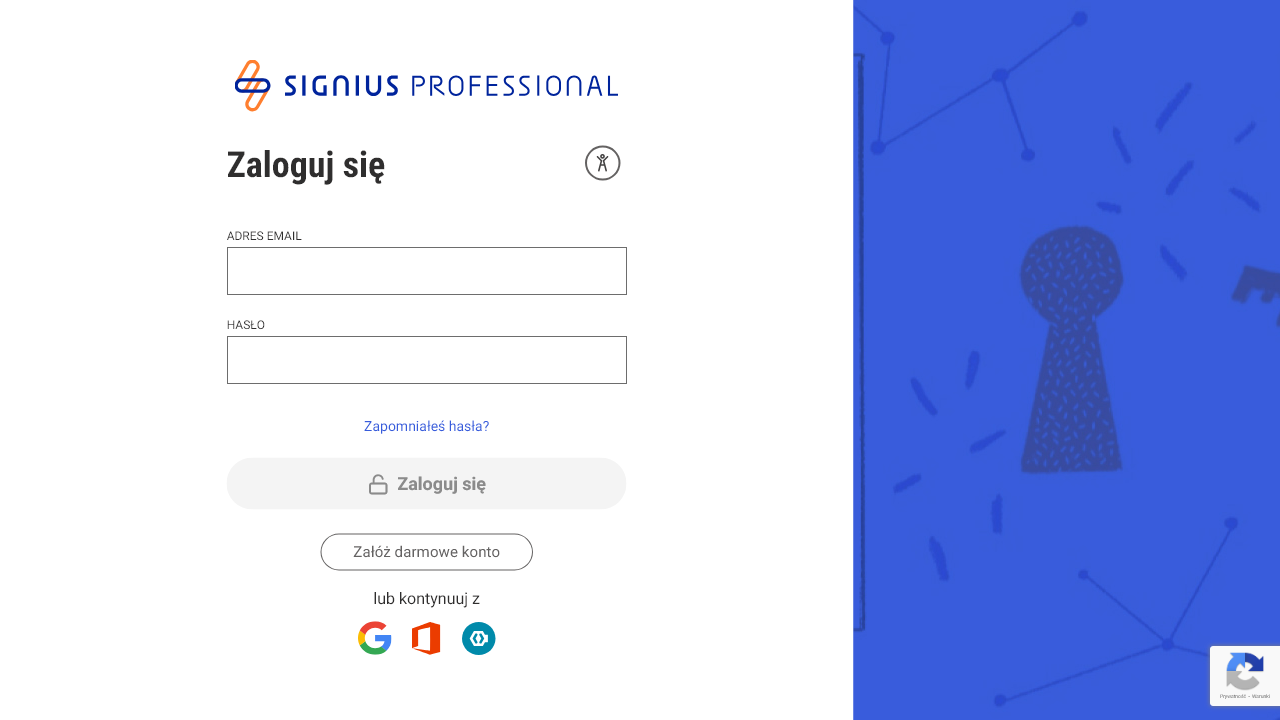 SIGNIUS PROFESSIONAL
Zaloguj się
ADRES EMAIL
HASŁO
Zapomniałeś hasła?
Zaloguj się
Załóż darmowe konto
lub kontynuuj z
Prywatność - Warunki